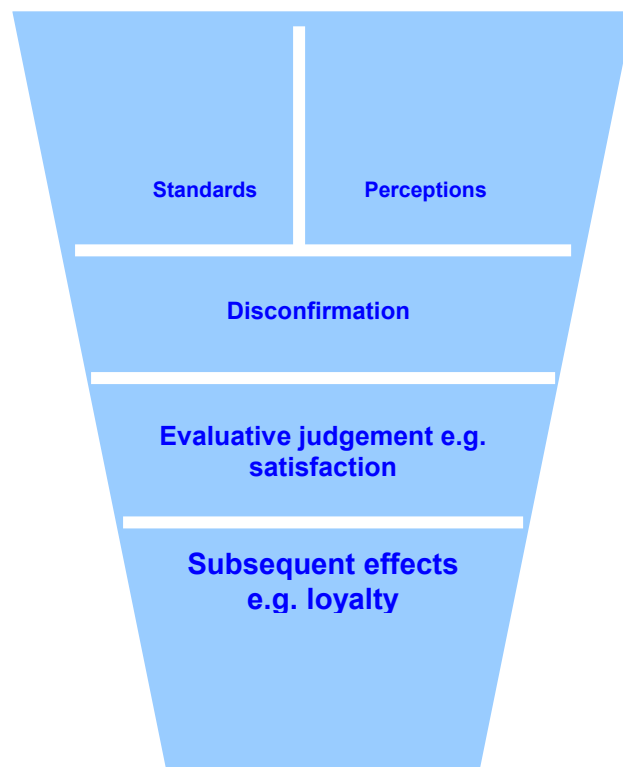 Standards
Perceptions
Disconfirmation
Evaluative judgement e.g.
satisfaction
Subsequent effects
e.g. loyalty